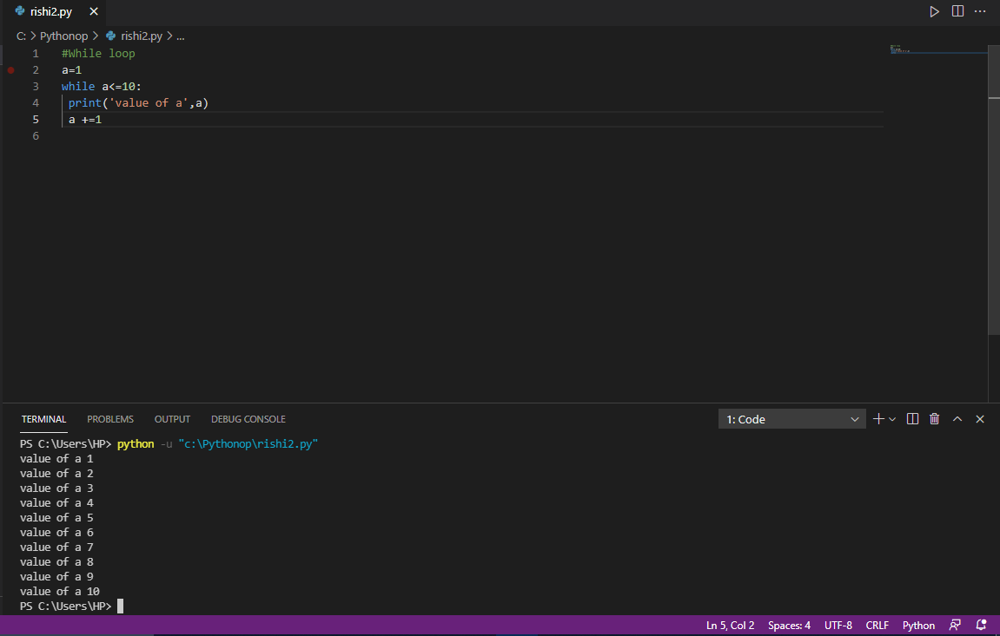 rishi2.py
C: > Pythonop > rishi2.py > ...
1 #While loop
2 a=1
3 while a<=10:
4 print('value of a',a)
5 a +=1
6
TERMINAL PROBLEMS OUTPUT DEBUG CONSOLE 1: Code
PS C:\Users\HP> python -u "c:\Pythonop\rishi2.py"
value of a 1
value of a 2
value of a 3
value of a 4
value of a 5
value of a 6
value of a 7
value of a 8
value of a 9
value of a 10
PS C:\Users\HP>
Ln 5, Col 2 Spaces: 4 UTF-8 CRLF Python